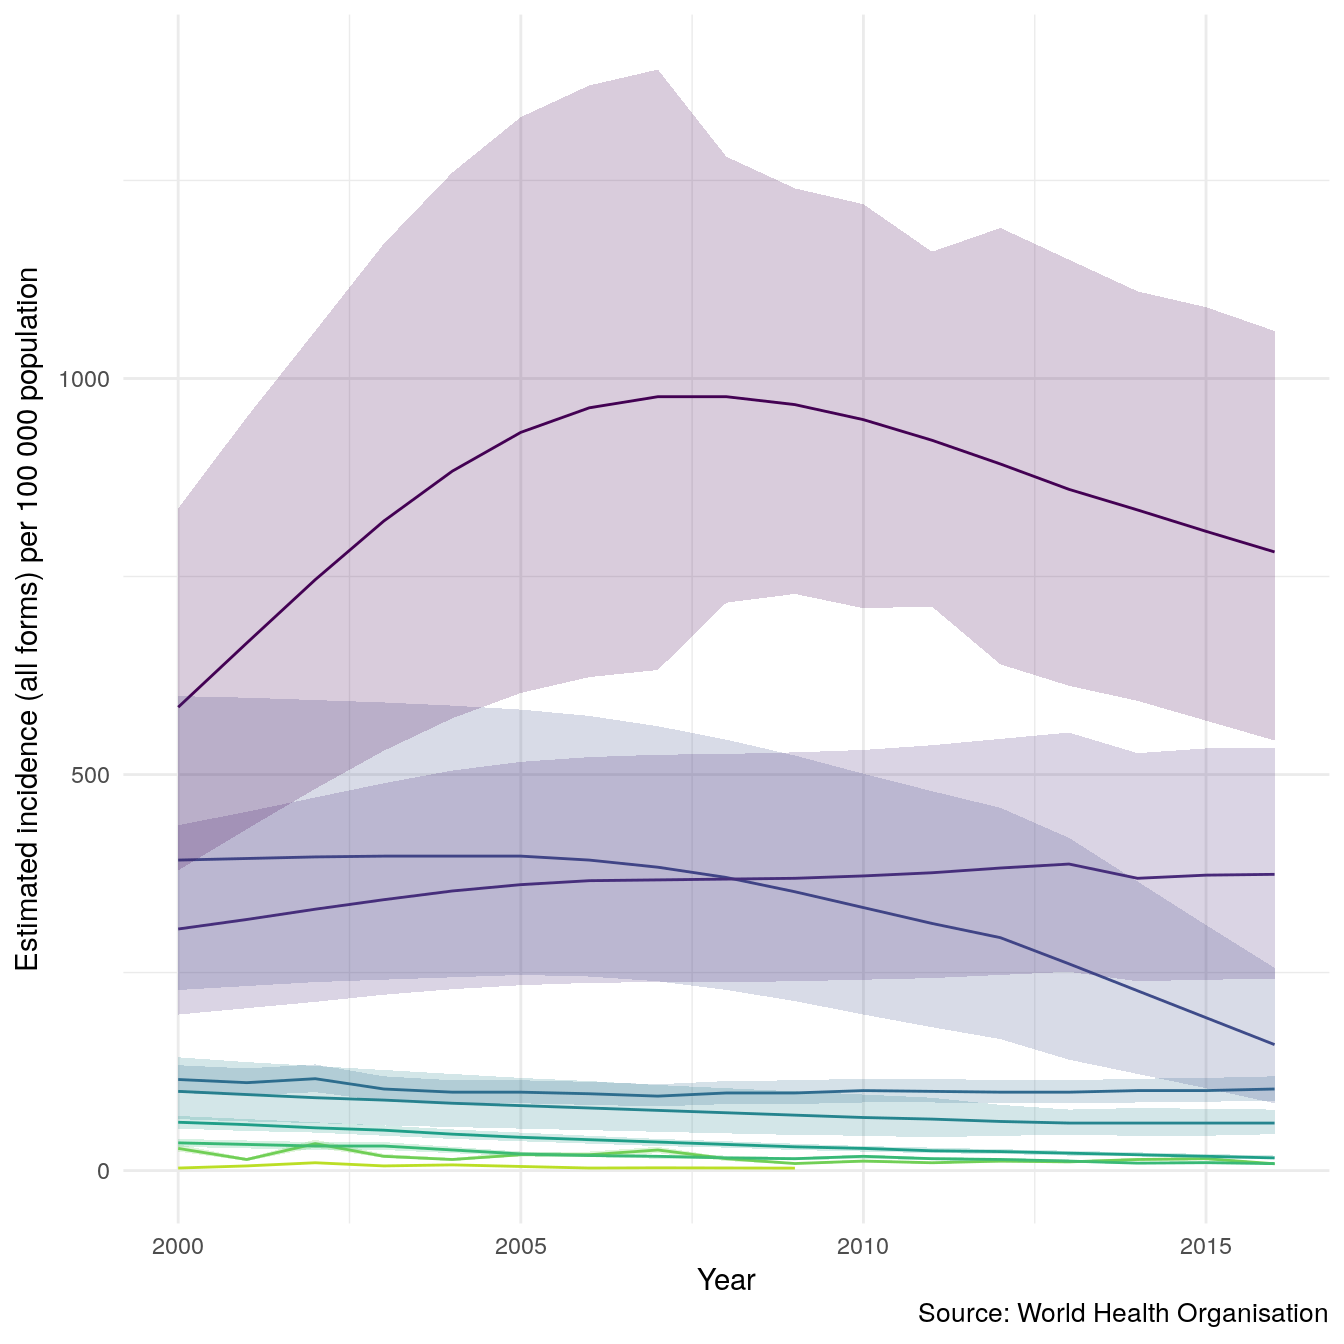 Estimated incidence (all forms) per 100 000 population
1000
500
0
2000 2005 2010 2015
Year
Source: World Health Organisation